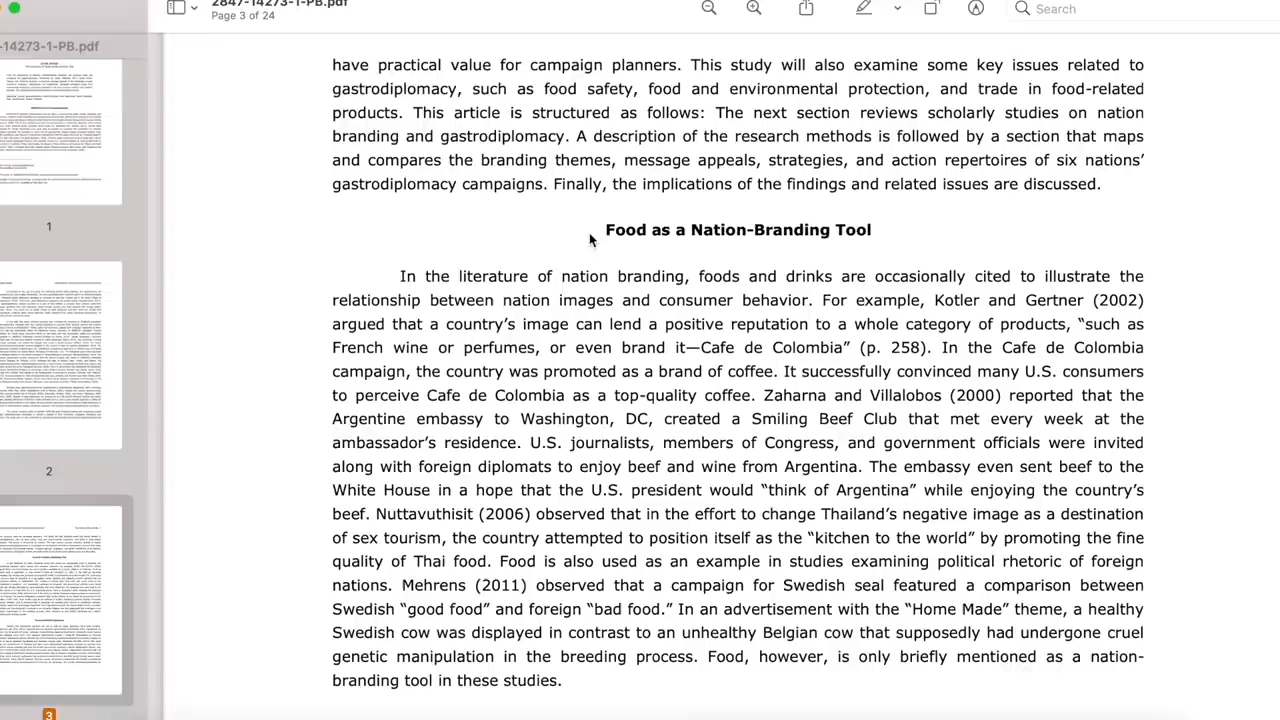 2847-14273-1-PB.pdf
Page 3 of 24
Search
-14273-1-PB.pdf
1
2
3
have practical value for campaign planners. This study will also examine some key issues related to
gastrodiplomacy, such as food safety, food and environmental protection, and trade in food-related
products. This article is structured as follows: The next section reviews scholarly studies on nation
branding and gastrodiplomacy. A description of the research methods is followed by a section that maps
and compares the branding themes, message appeals, strategies, and action repertoires of six nations’
gastrodiplomacy campaigns. Finally, the implications of the findings and related issues are discussed.
Food as a Nation-Branding Tool
In the literature of nation branding, foods and drinks are occasionally cited to illustrate the
relationship between nation images and consumer behavior. For example, Kotler and Gertner (2002)
argued that a country’s image can lend a positive reputation to a whole category of products, “such as
French wine or perfumes, or even brand it—Cafe de Colombia” (p. 258). In the Cafe de Colombia
campaign, the country was promoted as a brand of coffee. It successfully convinced many U.S. consumers
to perceive Cafe de Colombia as a top-quality coffee. Zaharna and Villalobos (2000) reported that the
Argentine embassy to Washington, DC, created a Smiling Beef Club that met every week at the
ambassador’s residence. U.S. journalists, members of Congress, and government officials were invited
along with foreign diplomats to enjoy beef and wine from Argentina. The embassy even sent beef to the
White House in a hope that the U.S. president would “think of Argentina” while enjoying the country’s
beef. Nuttavuthisit (2006) observed that in the effort to change Thailand’s negative image as a destination
of sex tourism, the country attempted to position itself as the “kitchen to the world” by promoting the fine
quality of Thai food. Food is also used as an example in studies examining political rhetoric of foreign
nations. Mehmet (2011) observed that a campaign for Swedish self featured a comparison between
Swedish “good food” and foreign “bad food.” In an advertisement with the “Home Made” theme, a healthy
Swedish cow was displayed in contrast to an unhealthy Belgian cow that supposedly had undergone cruel
genetic manipulation in the breeding process. Food, however, is only briefly mentioned as a nation-
branding tool in these studies.